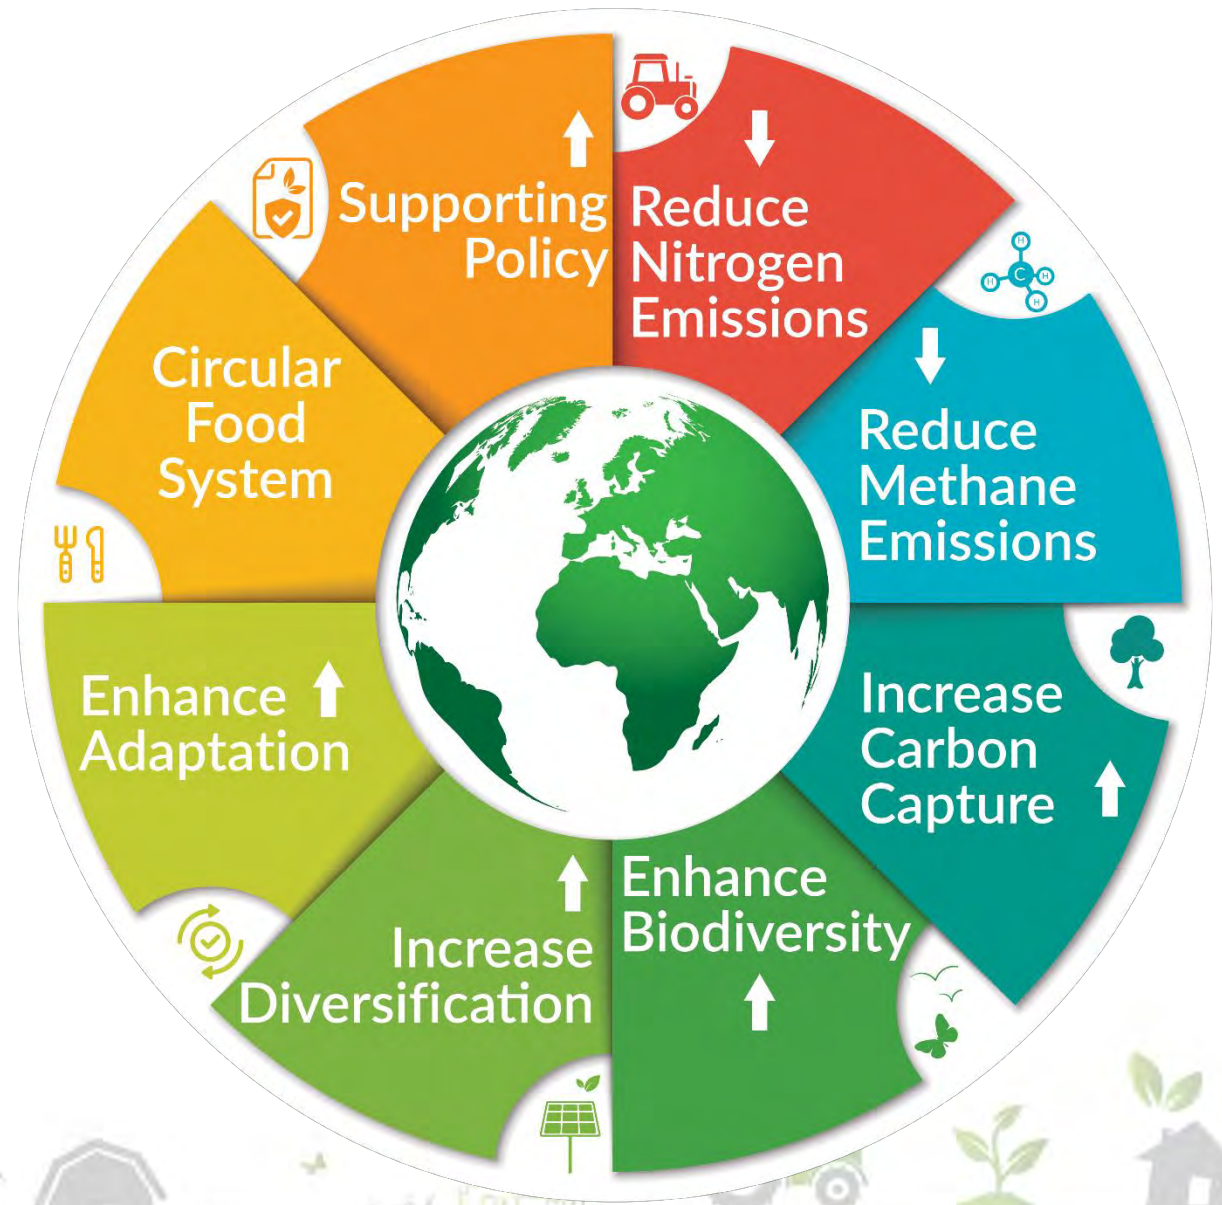 Supporting
Policy
Reduce
Nitrogen
Emissions
H
H
C
H
H
Reduce
Methane
Emissions
Increase
Carbon
Capture
Enhance
Biodiversity
Increase
Diversification
Enhance
Adaptation
Circular
Food
System